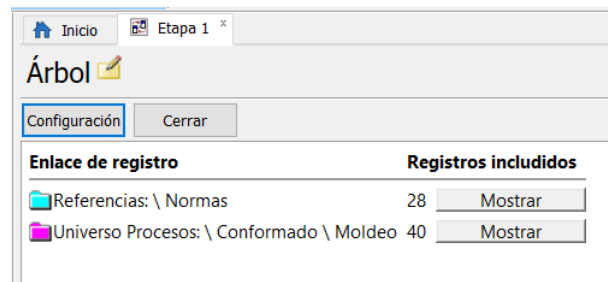 Inicio
Etapa 1 x
Árbol
Configuración Cerrar
Enlace de registro Registros includidos
Referencias: \ Normas 28 Mostrar
Universo Procesos: \ Conformado \ Moldeo 40 Mostrar